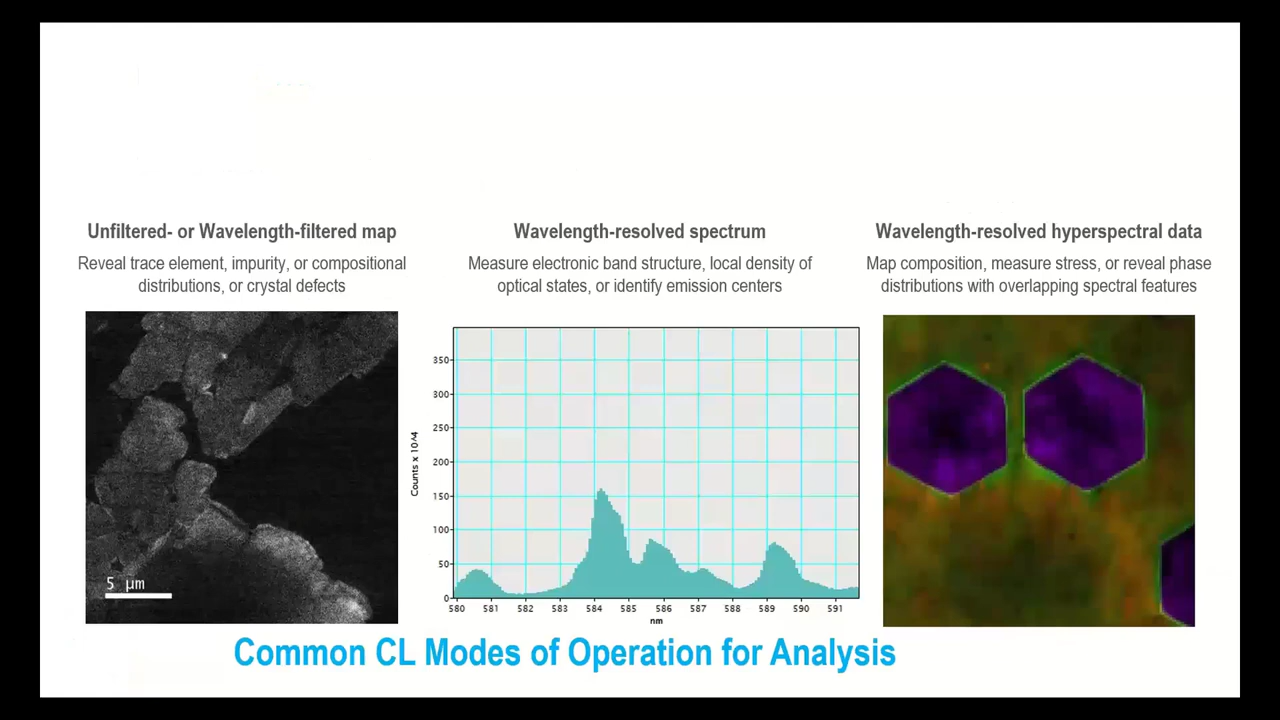 Unfiltered- or Wavelength-filtered map
Reveal trace element, impurity, or compositional
distributions, or crystal defects
5 µm
Wavelength-resolved spectrum
Measure electronic band structure, local density of
optical states, or identify emission centers
Counts x 10^4
350
300
250
200
150
100
50
0
580 581 582 583 584 585 586 587 588 589 590 591
nm
Wavelength-resolved hyperspectral data
Map composition, measure stress, or reveal phase
distributions with overlapping spectral features
Common CL Modes of Operation for Analysis